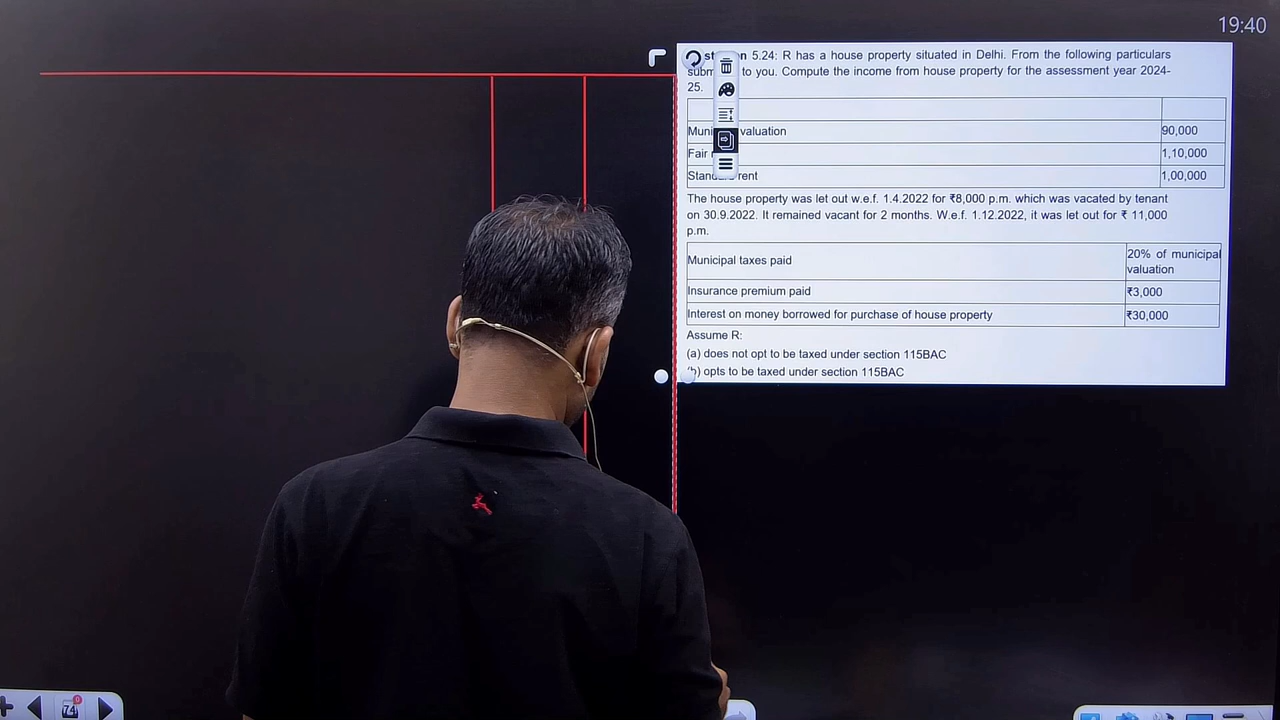 19:40
5.24: R has a house property situated in Delhi. From the following particulars
to you. Compute the income from house property for the assessment year 2024-
25.
valuation 90,000
Fair 1,10,000
rent 1,00,000
The house property was let out w.e.f. 1.4.2022 for ₹8,000 p.m. which was vacated by tenant
on 30.9.2022. It remained vacant for 2 months. W.e.f. 1.12.2022, it was let out for ₹ 11,000
p.m.
Municipal taxes paid 20% of municipal
valuation
Insurance premium paid ₹3,000
Interest on money borrowed for purchase of house property ₹30,000
Assume R:
(a) does not opt to be taxed under section 115BAC
(b) opts to be taxed under section 115BAC
74